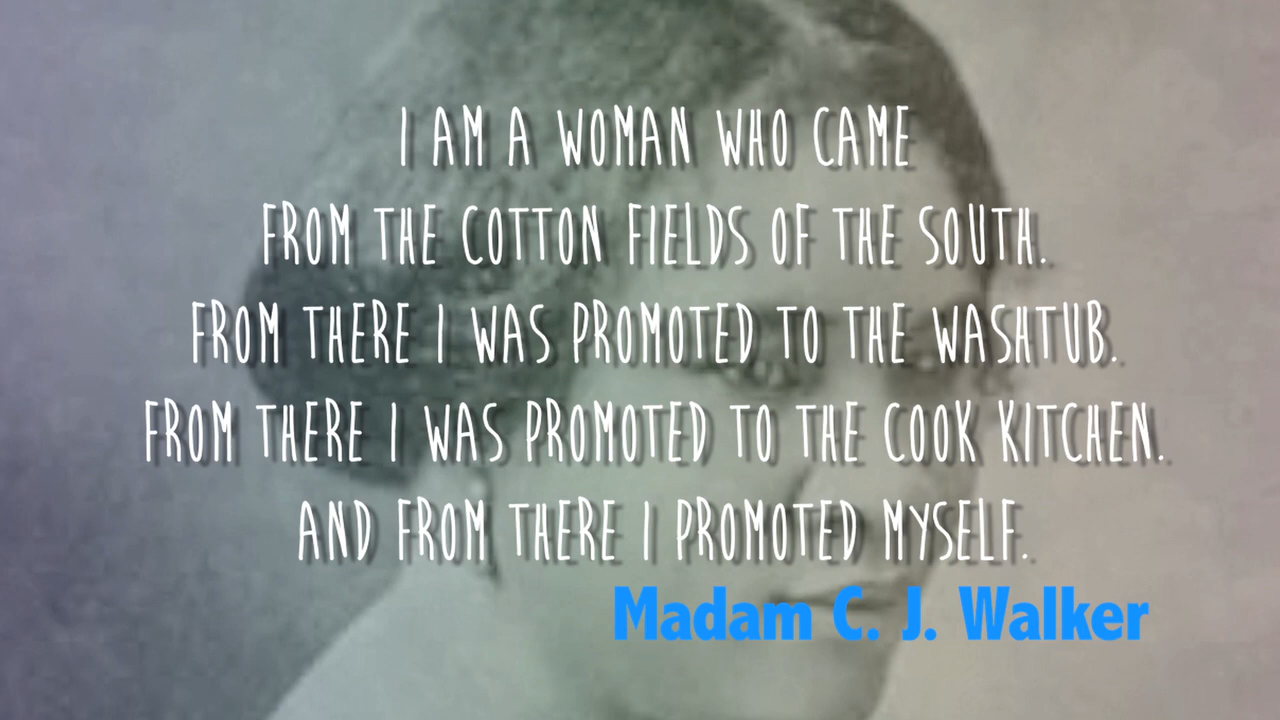 I AM A WOMAN WHO CAME
FROM THE COTTON FIELDS OF THE SOUTH.
FROM THERE I WAS PROMOTED TO THE WASHTUB.
FROM THERE I WAS PROMOTED TO THE COOK KITCHEN.
AND FROM THERE I PROMOTED MYSELF.
Madam C. J. Walker